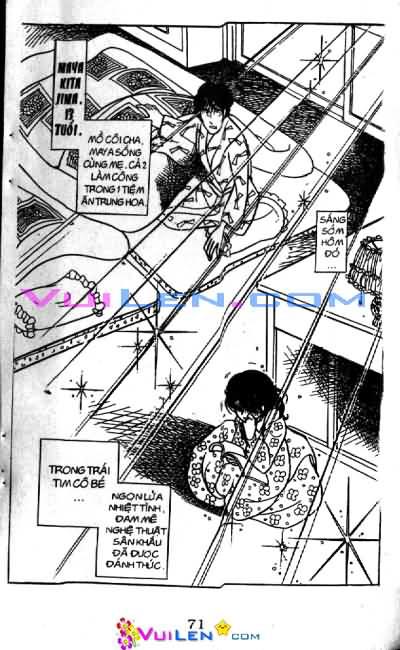 MAYA
KITA
JIMA.
13
TUỔI.
MỒ CÔI CHA,
MAYA SỐNG
CÙNG MẸ, CẢ 2
LÀM CÔNG
TRONG 1 TIỆM
ĂN TRUNG HOA.
SÁNG
SỚM
HÔM
ĐÓ
...
VUILEN.COM
TRONG TRÁI
TIM CÔ BÉ
...
NGỌN LỬA
NHIỆT TÌNH,
ĐAM MÊ
NGHỆ THUẬT
SÂN KHẤU
ĐÃ ĐƯỢC
ĐÁNH THỨC.
71
VUILEN.COM